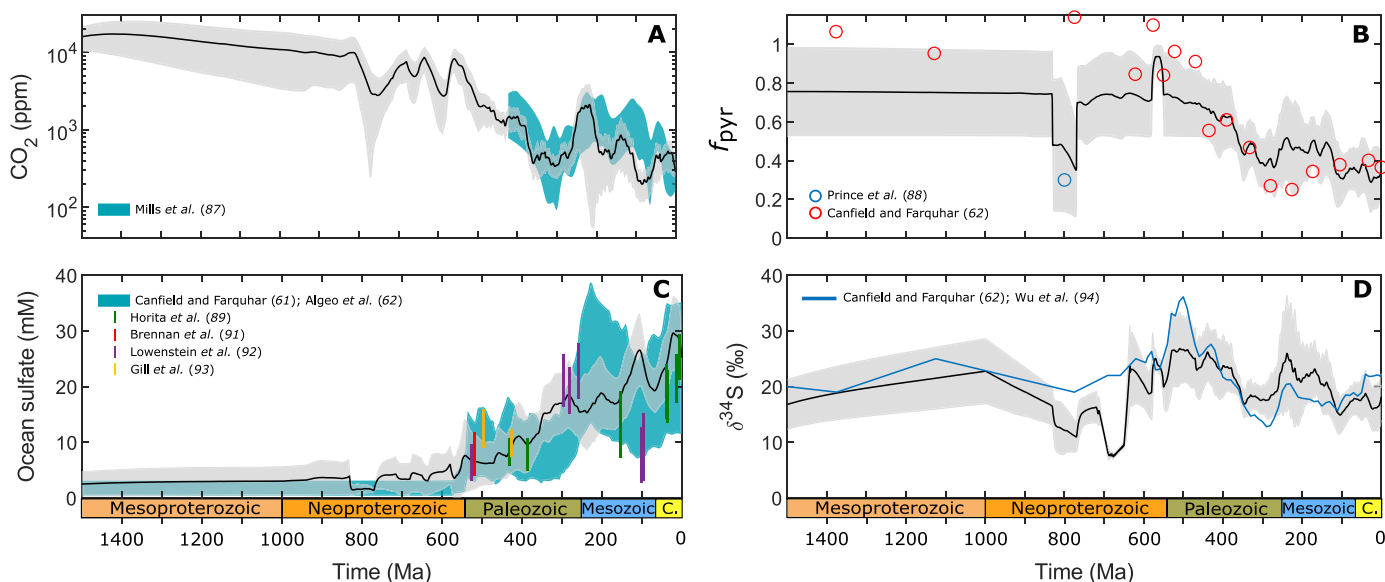 A
CO2 (ppm)
10^4
10^3
10^2
Mills et al. (87)
B
fpyr
1
0.8
0.6
0.4
0.2
0
Prince et al. (88)
Canfield and Farquhar (62)
C
Ocean sulfate (mM)
40
30
20
10
0
Canfield and Farquhar (61); Algeo et al. (62)
Horita et al. (89)
Brennan et al. (91)
Lowenstein et al. (92)
Gill et al. (93)
Mesoproterozoic Neoproterozoic Paleozoic Mesozoic C.
1400 1200 1000 800 600 400 200 0
Time (Ma)
D
δ34S (‰)
40
30
20
10
0
Canfield and Farquhar (62); Wu et al. (94)
Mesoproterozoic Neoproterozoic Paleozoic Mesozoic C.
1400 1200 1000 800 600 400 200 0
Time (Ma)